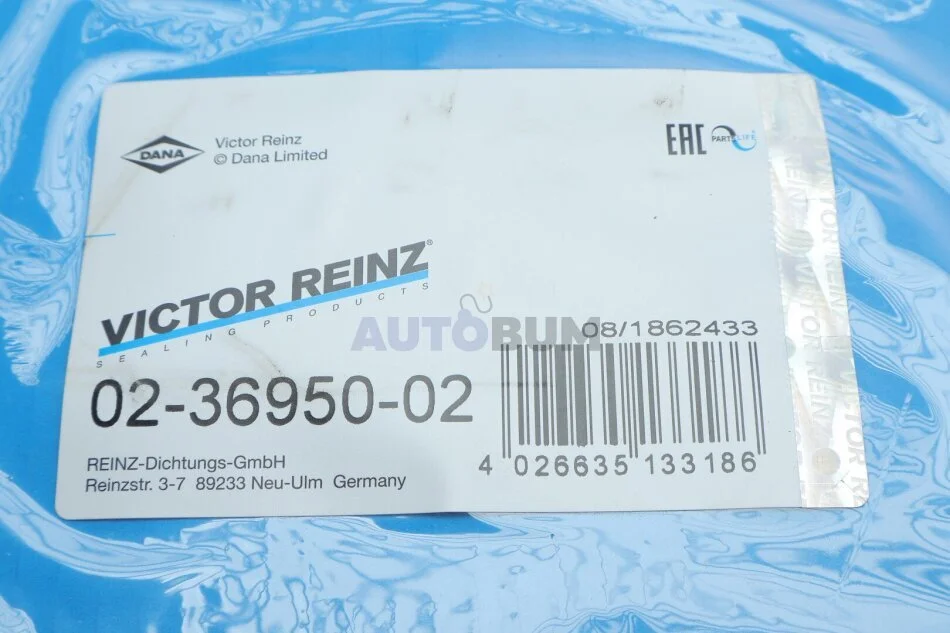 DANA
Victor Reinz
© Dana Limited
EAC
PARTSLIFE
VICTOR REINZ®
SEALING PRODUCTS
AUTOBUM
08/1862433
02-36950-02
4 026635 133186
REINZ-Dichtungs-GmbH
Reinzstr. 3-7 89233 Neu-Ulm Germany